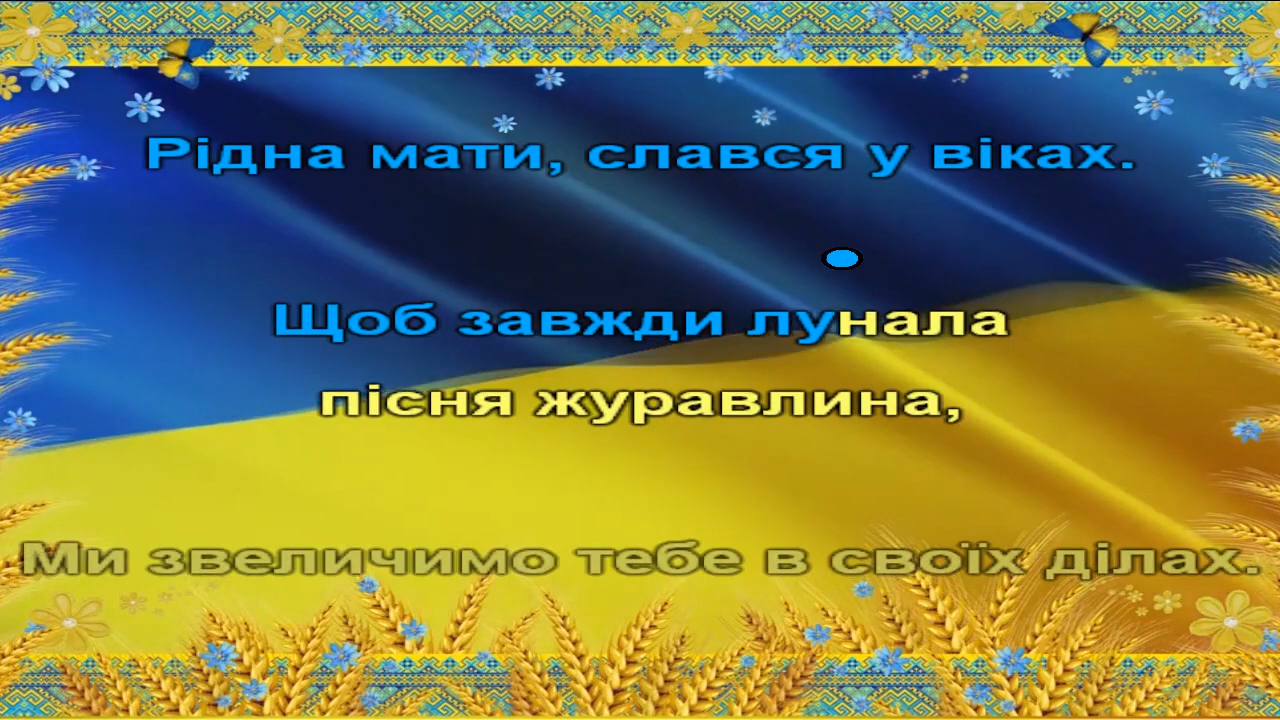 Рідна мати, слався у віках.
Щоб завжди лунала
пісня журавлина,
Ми звеличимо тебе в своїх ділах.